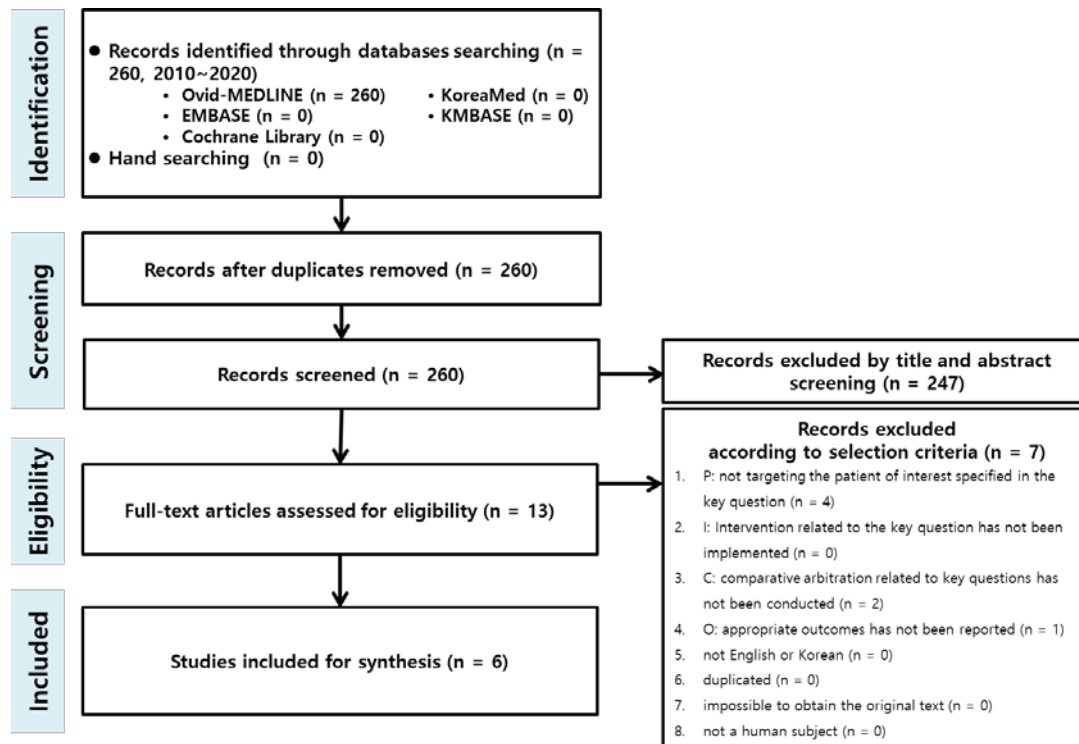 Identification
● Records identified through databases searching (n =
260, 2010~2020)
• Ovid-MEDLINE (n = 260) • KoreaMed (n = 0)
• EMBASE (n = 0) • KMBASE (n = 0)
• Cochrane Library (n = 0)
● Hand searching (n = 0)
Screening
Records after duplicates removed (n = 260)
Records screened (n = 260)
Records excluded by title and abstract
screening (n = 247)
Eligibility
Full-text articles assessed for eligibility (n = 13)
Records excluded
according to selection criteria (n = 7)
1. P: not targeting the patient of interest specified in the
key question (n = 4)
2. I: Intervention related to the key question has not been
implemented (n = 0)
3. C: comparative arbitration related to key questions has
not been conducted (n = 2)
4. O: appropriate outcomes has not been reported (n = 1)
5. not English or Korean (n = 0)
6. duplicated (n = 0)
7. impossible to obtain the original text (n = 0)
8. not a human subject (n = 0)
Included
Studies included for synthesis (n = 6)